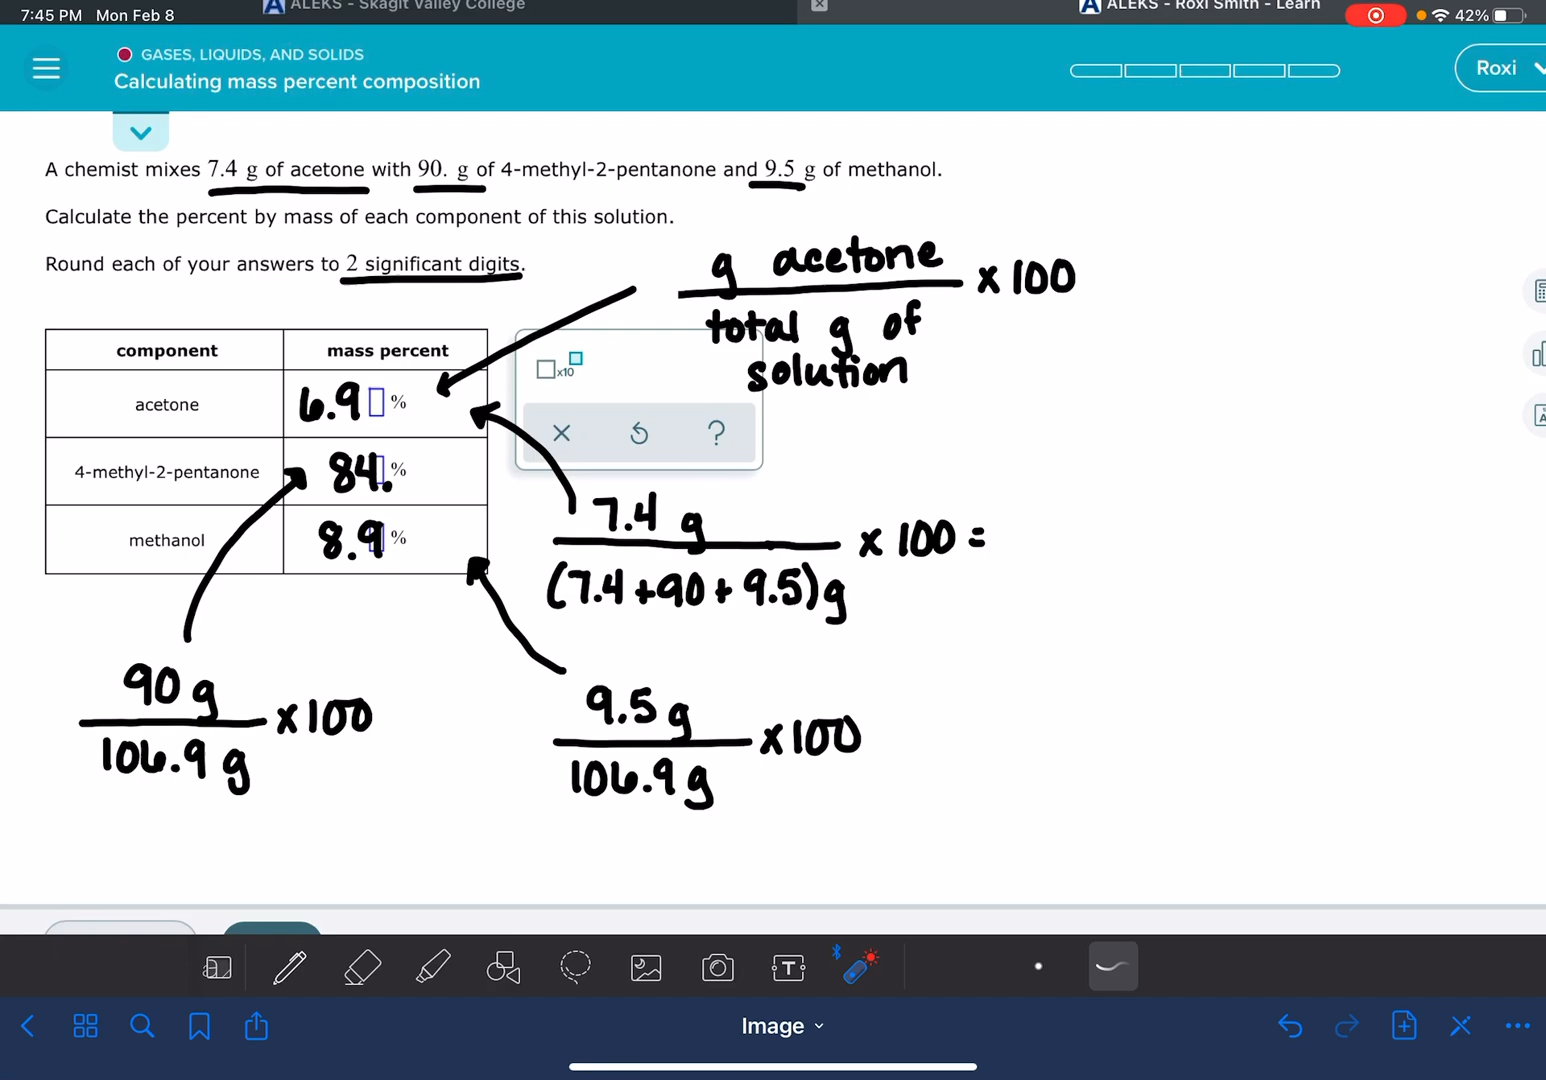 7:45 PM Mon Feb 8
ALEKS - Skagit Valley College
ALEKS - Roxi Smith - Learn
42%
GASES, LIQUIDS, AND SOLIDS
Calculating mass percent composition
Roxi
A chemist mixes 7.4 g of acetone with 90. g of 4-methyl-2-pentanone and 9.5 g of methanol.
Calculate the percent by mass of each component of this solution.
Round each of your answers to 2 significant digits.
g acetone
x 100
total g of
solution
component mass percent
x10
acetone 6.9 %
4-methyl-2-pentanone 84. %
methanol 8.9 %
?
7.4 g
x 100 =
(7.4+90+9.5)g
90 g
x100
106.9 g
9.5 g
x100
106.9 g
T
Image